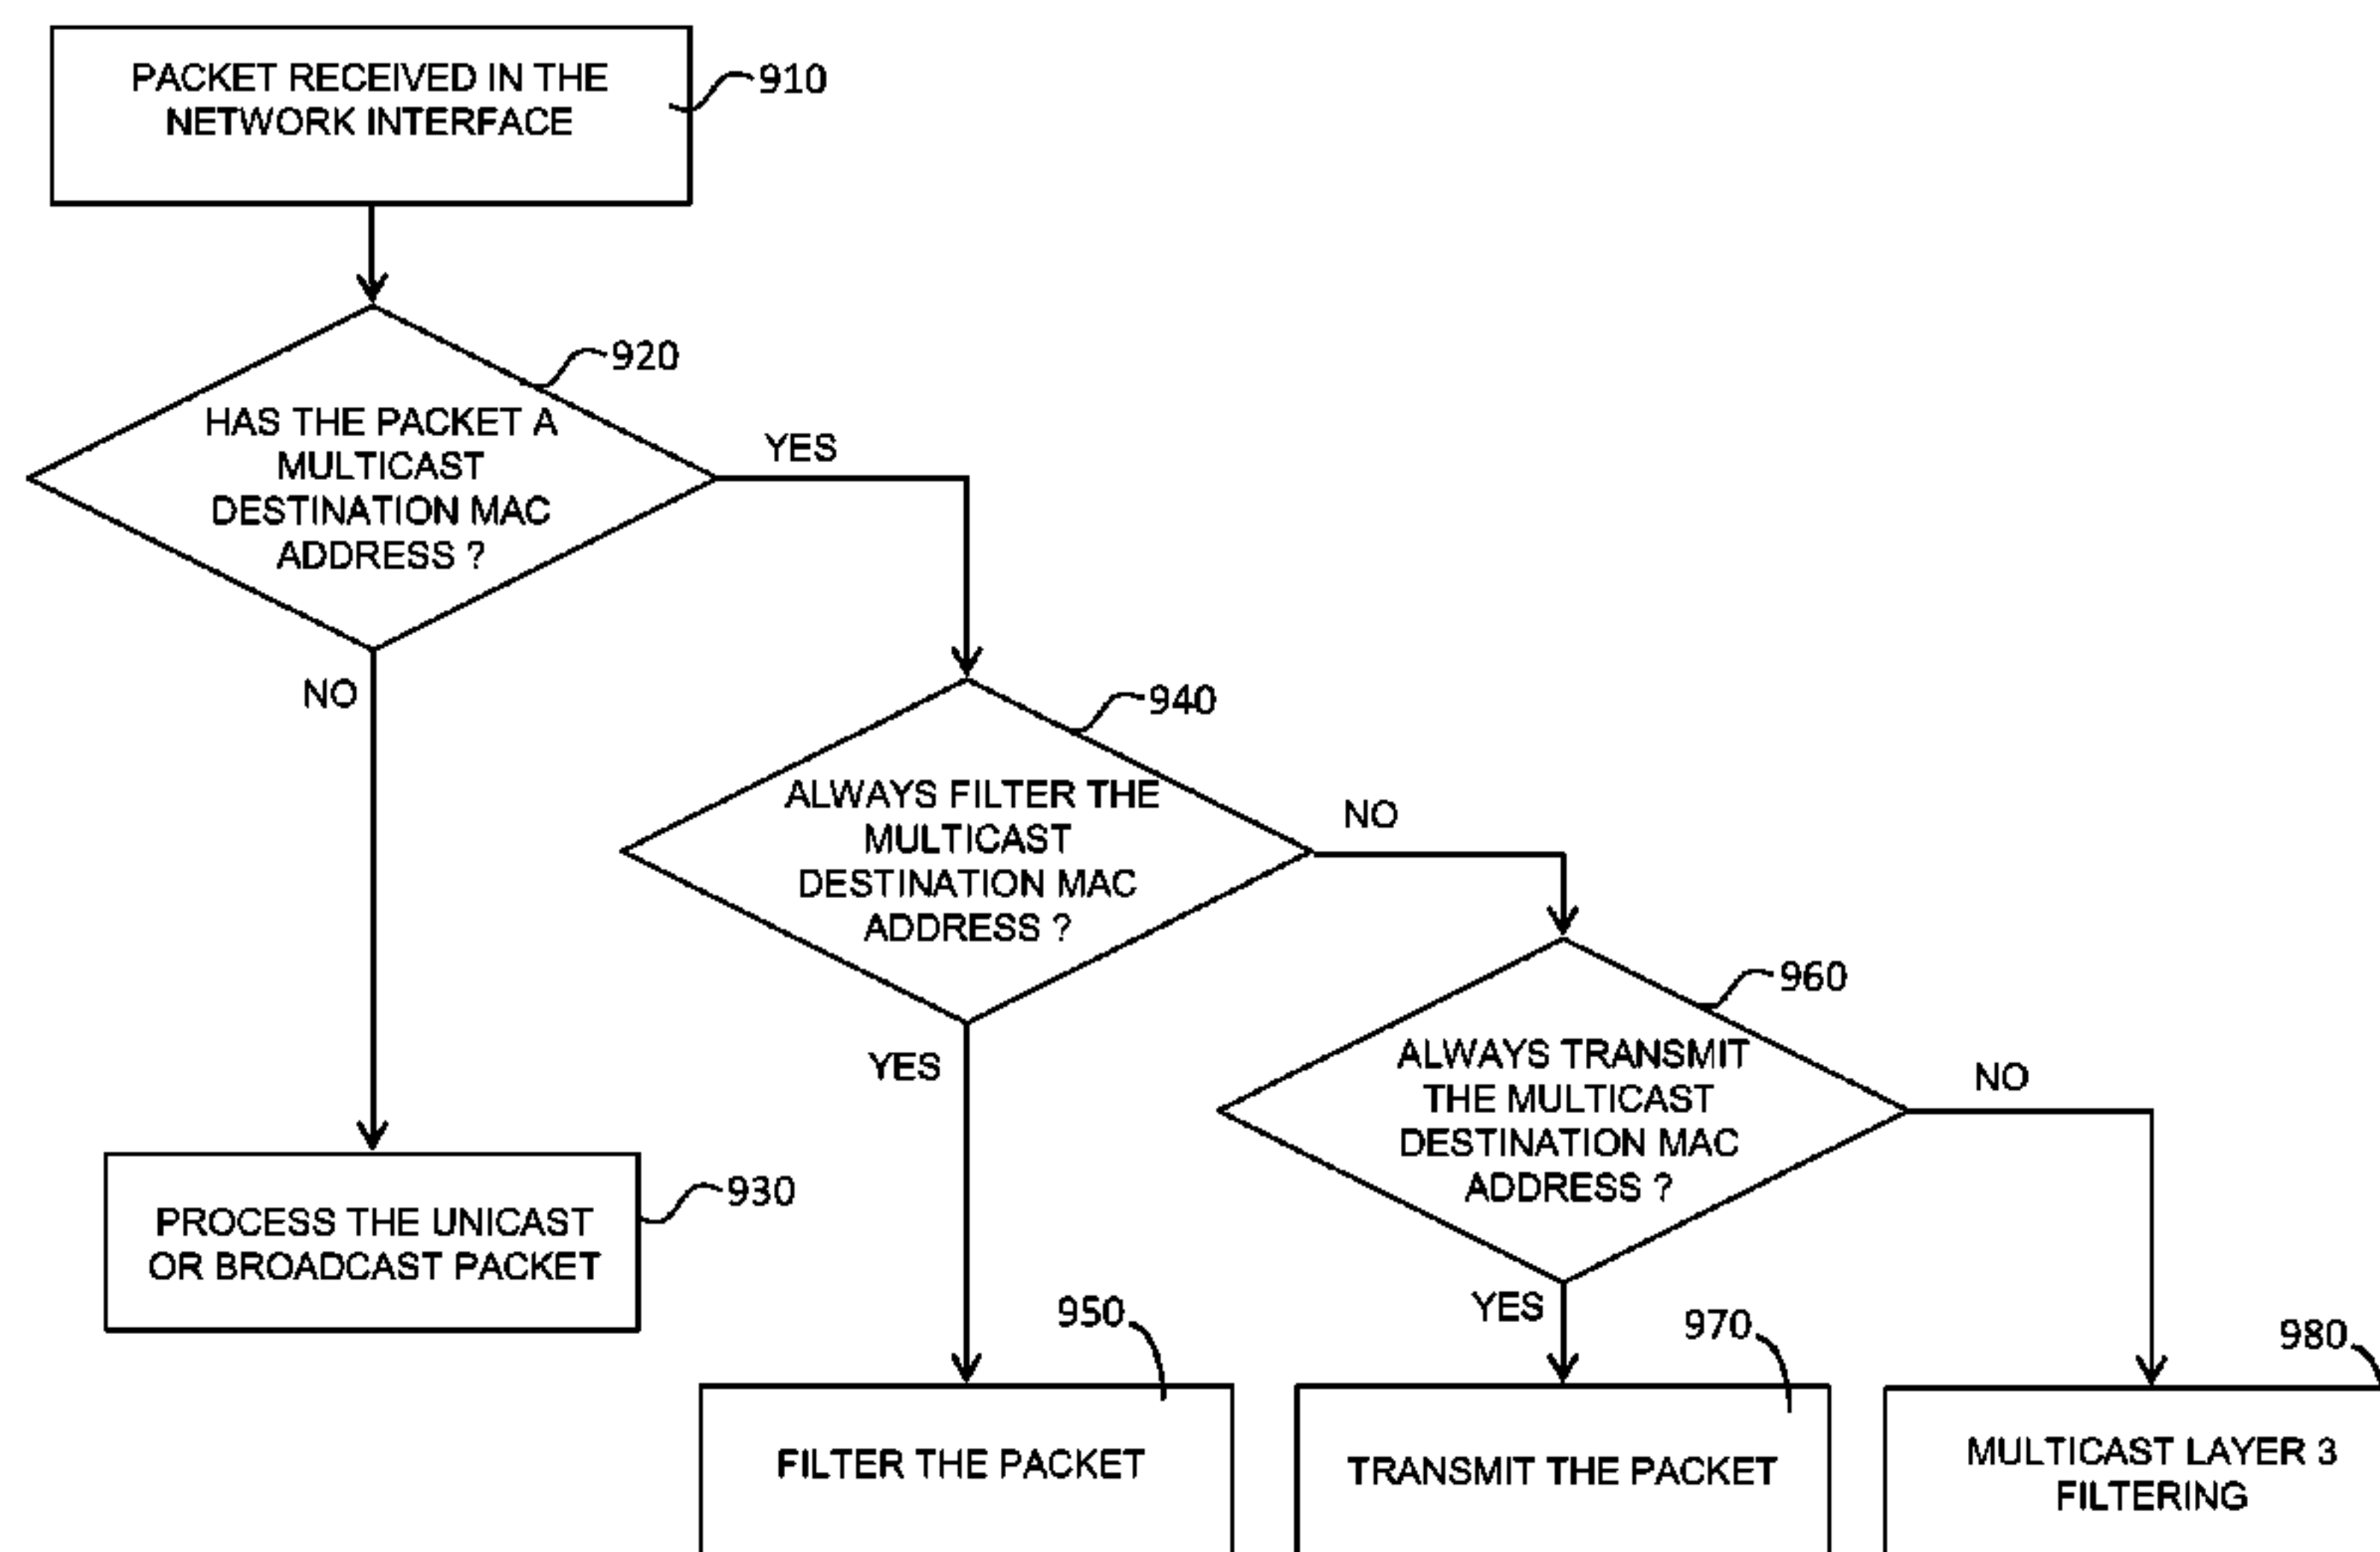 PACKET RECEIVED IN THE
NETWORK INTERFACE
910
920
HAS THE PACKET A
MULTICAST
DESTINATION MAC
ADDRESS ?
YES
NO
940
ALWAYS FILTER THE
MULTICAST
DESTINATION MAC
ADDRESS ?
NO
YES
960
ALWAYS TRANSMIT
THE MULTICAST
DESTINATION MAC
ADDRESS ?
NO
YES
930
PROCESS THE UNICAST
OR BROADCAST PACKET
950
FILTER THE PACKET
970
TRANSMIT THE PACKET
980
MULTICAST LAYER 3
FILTERING